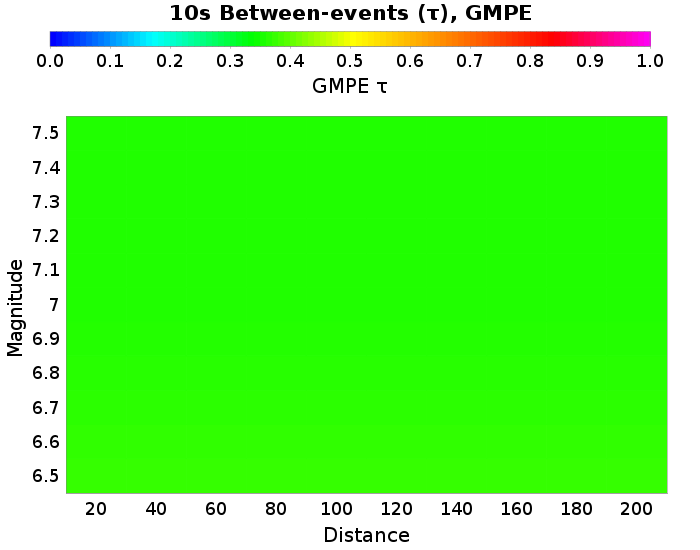 10s Between-events (τ), GMPE
0.0 0.1 0.2 0.3 0.4 0.5 0.6 0.7 0.8 0.9 1.0
GMPE τ
7.5
7.4
7.3
7.2
7.1
7
6.9
6.8
6.7
6.6
6.5
Magnitude
20 40 60 80 100 120 140 160 180 200
Distance